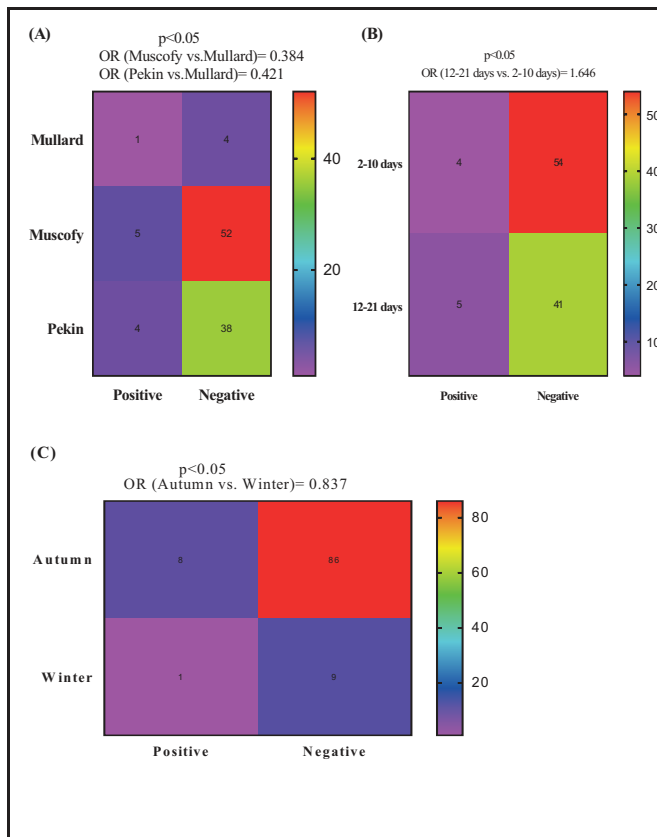 (A)
p<0.05
OR (Muscofy vs.Mullard)= 0.384
OR (Pekin vs.Mullard)= 0.421
Mullard
1
4
Muscofy
5
52
Pekin
4
38
Positive
Negative
40
20
(B)
p<0.05
OR (12-21 days vs. 2-10 days)= 1.646
2-10 days
4
54
12-21 days
5
41
Positive
Negative
50
40
30
20
10
(C)
p<0.05
OR (Autumn vs. Winter)= 0.837
Autumn
8
86
Winter
1
9
Positive
Negative
80
60
40
20